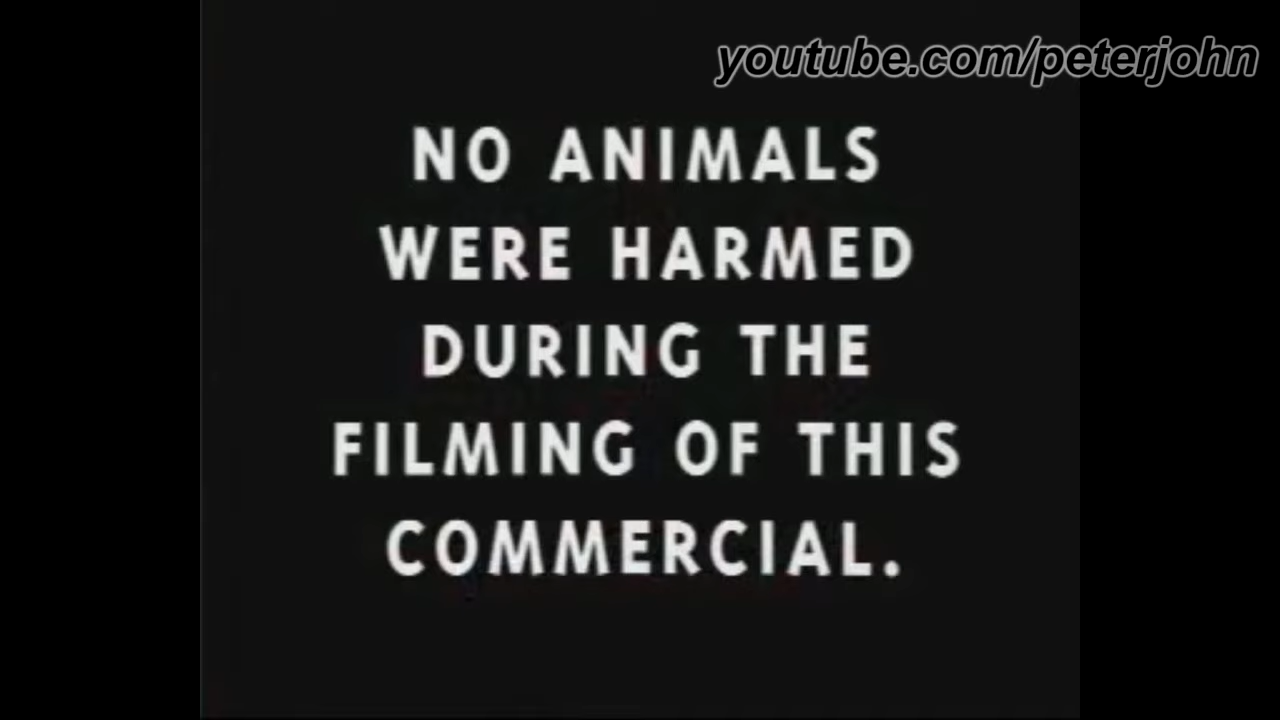 youtube.com/peterjohn
NO ANIMALS
WERE HARMED
DURING THE
FILMING OF THIS
COMMERCIAL.